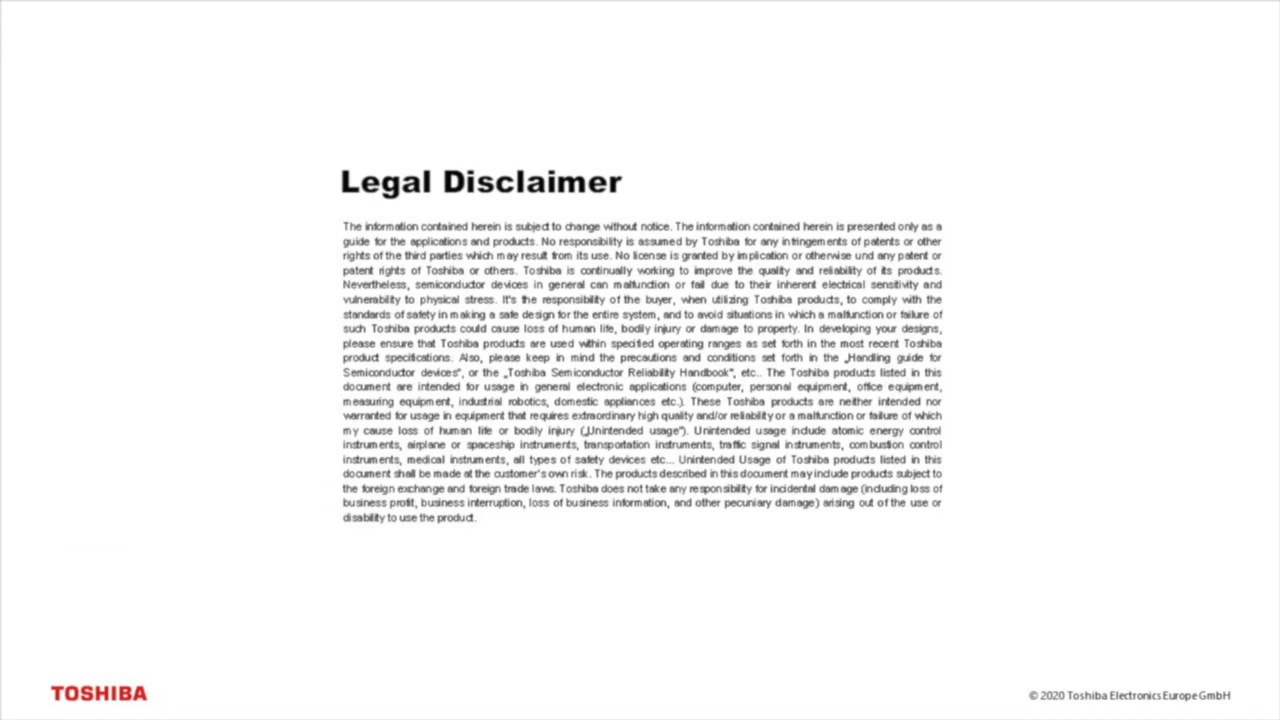 Legal Disclaimer
The information contained herein is subject to change without notice. The information contained herein is presented only as a
guide for the applications and products. No responsibility is assumed by Toshiba for any infringements of patents or other
rights of the third parties which may result from its use. No license is granted by implication or otherwise und any patent or
patent rights of Toshiba or others. Toshiba is continually working to improve the quality and reliability of its products.
Nevertheless, semiconductor devices in general can malfunction or fail due to their inherent electrical sensitivity and
vulnerability to physical stress. It's the responsibility of the buyer, when utilizing Toshiba products, to comply with the
standards of safety in making a safe design for the entire system, and to avoid situations in which a malfunction or failure of
such Toshiba products could cause loss of human life, bodily injury or damage to property. In developing your designs,
please ensure that Toshiba products are used within specified operating ranges as set forth in the most recent Toshiba
product specifications. Also, please keep in mind the precautions and conditions set forth in the „Handling guide for
Semiconductor devices", or the „Toshiba Semiconductor Reliability Handbook", etc.. The Toshiba products listed in this
document are intended for usage in general electronic applications (computer, personal equipment, office equipment,
measuring equipment, industrial robotics, domestic appliances etc.). These Toshiba products are neither intended nor
warranted for usage in equipment that requires extraordinary high quality and/or reliability or a malfunction or failure of which
my cause loss of human life or bodily injury („Unintended usage"). Unintended usage include atomic energy control
instruments, airplane or spaceship instruments, transportation instruments, traffic signal instruments, combustion control
instruments, medical instruments, all types of safety devices etc... Unintended Usage of Toshiba products listed in this
document shall be made at the customer's own risk. The products described in this document may include products subject to
the foreign exchange and foreign trade laws. Toshiba does not take any responsibility for incidental damage (including loss of
business profit, business interruption, loss of business information, and other pecuniary damage) arising out of the use or
disability to use the product.
TOSHIBA
© 2020 Toshiba Electronics Europe GmbH